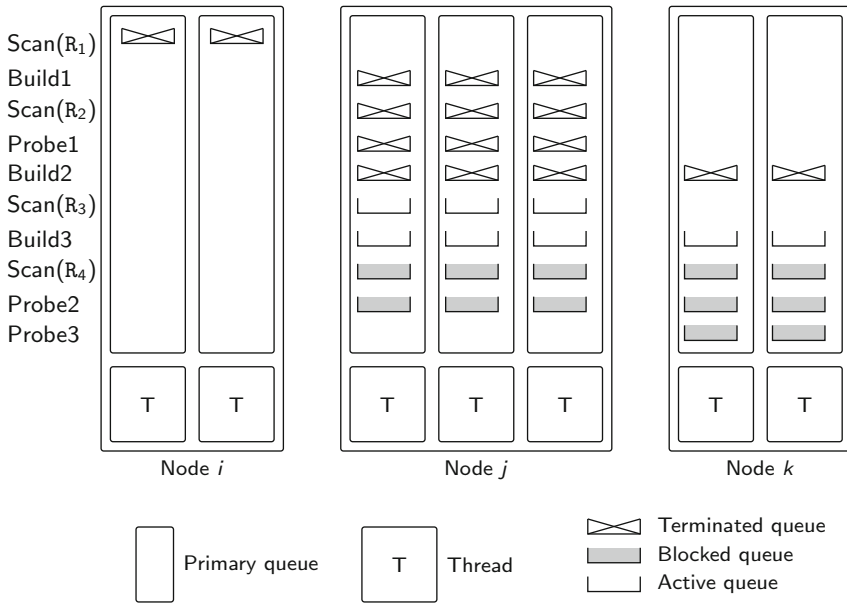 Scan(R₁)
Build1
Scan(R₂)
Probe1
Build2
Scan(R₃)
Build3
Scan(R₄)
Probe2
Probe3
T T T T T T T
Node i Node j Node k
Primary queue
T
Thread
Terminated queue
Blocked queue
Active queue